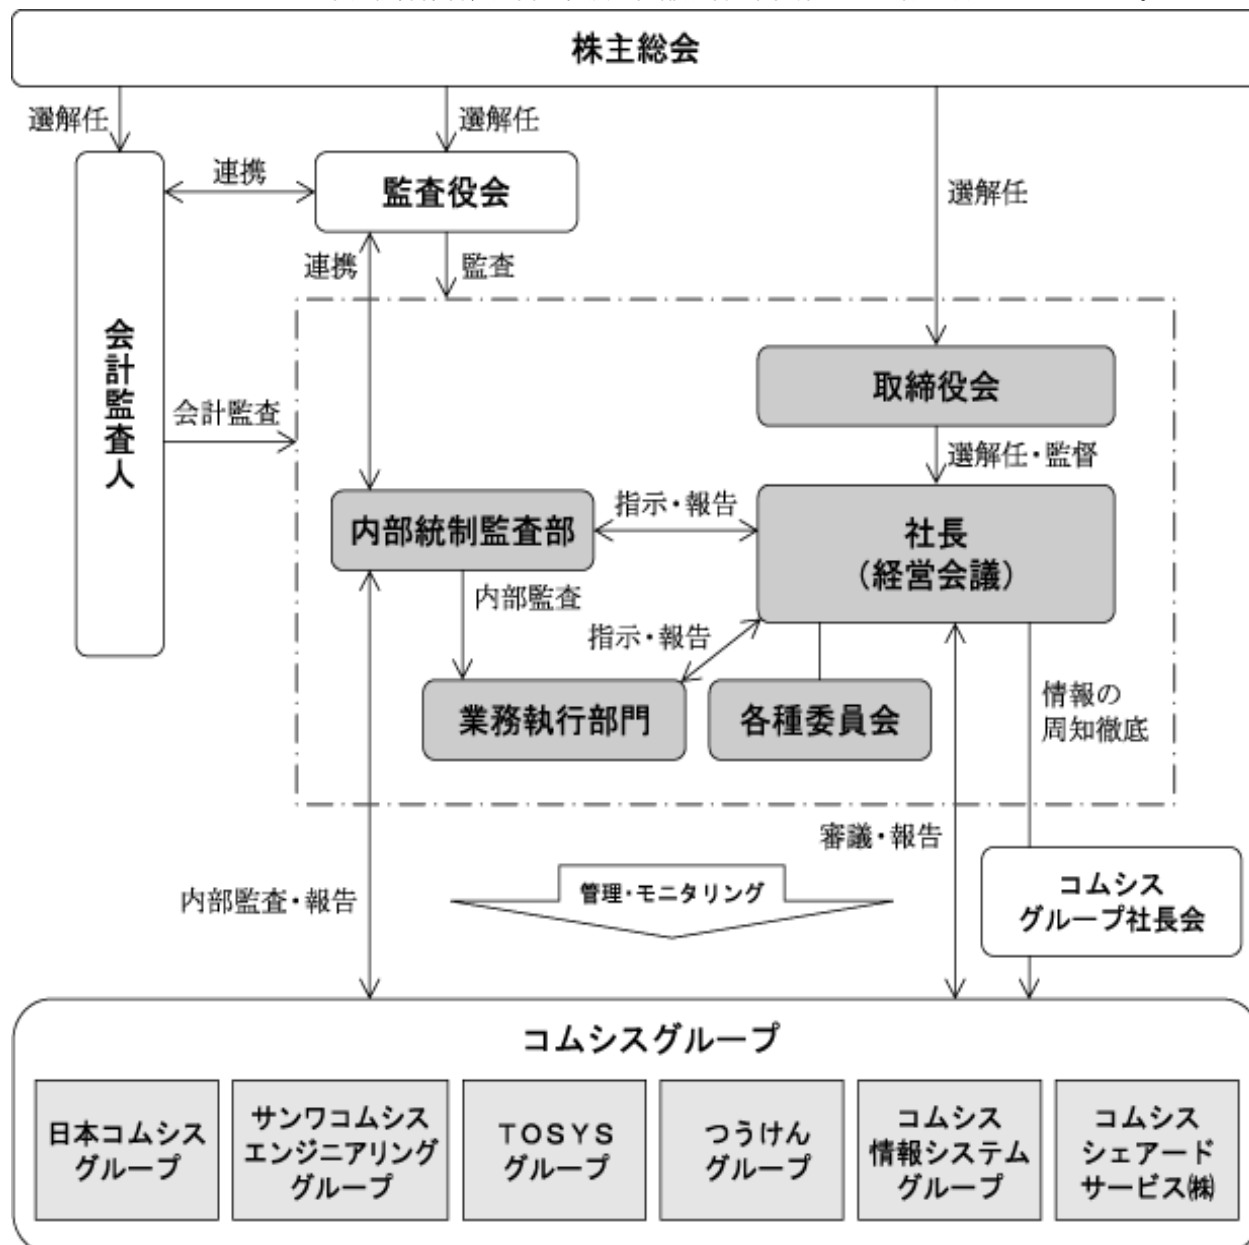 株主総会
選解任
選解任
選解任
連携
監査役会
連携
監査
会計監査人
会計監査
取締役会
選解任・監督
内部統制監査部
指示・報告
社長
（経営会議）
内部監査
指示・報告
業務執行部門
各種委員会
情報の
周知徹底
審議・報告
内部監査・報告
管理・モニタリング
コムシス
グループ社長会
コムシスグループ
日本コムシス
グループ
サンワコムシス
エンジニアリング
グループ
ＴＯＳＹＳ
グループ
つうけん
グループ
コムシス
情報システム
グループ
コムシス
シェアード
サービス㈱